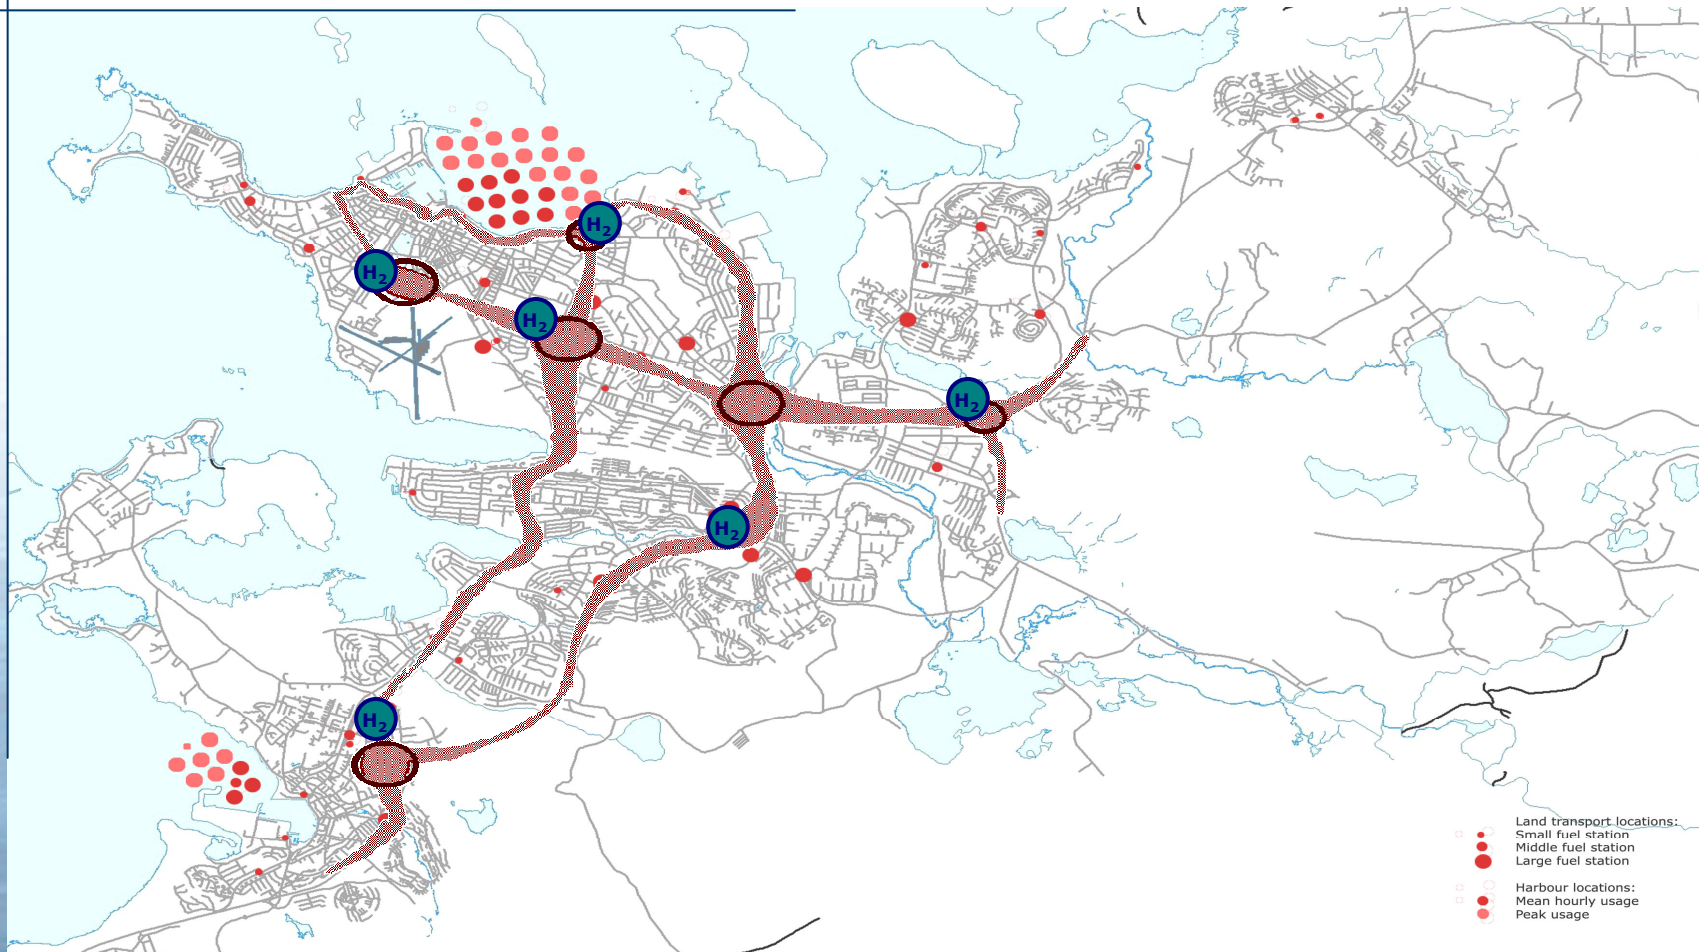 H2
H2
H2
H2
H2
H2
Land transport locations:
Small fuel station
Middle fuel station
Large fuel station
Harbour locations:
Mean hourly usage
Peak usage